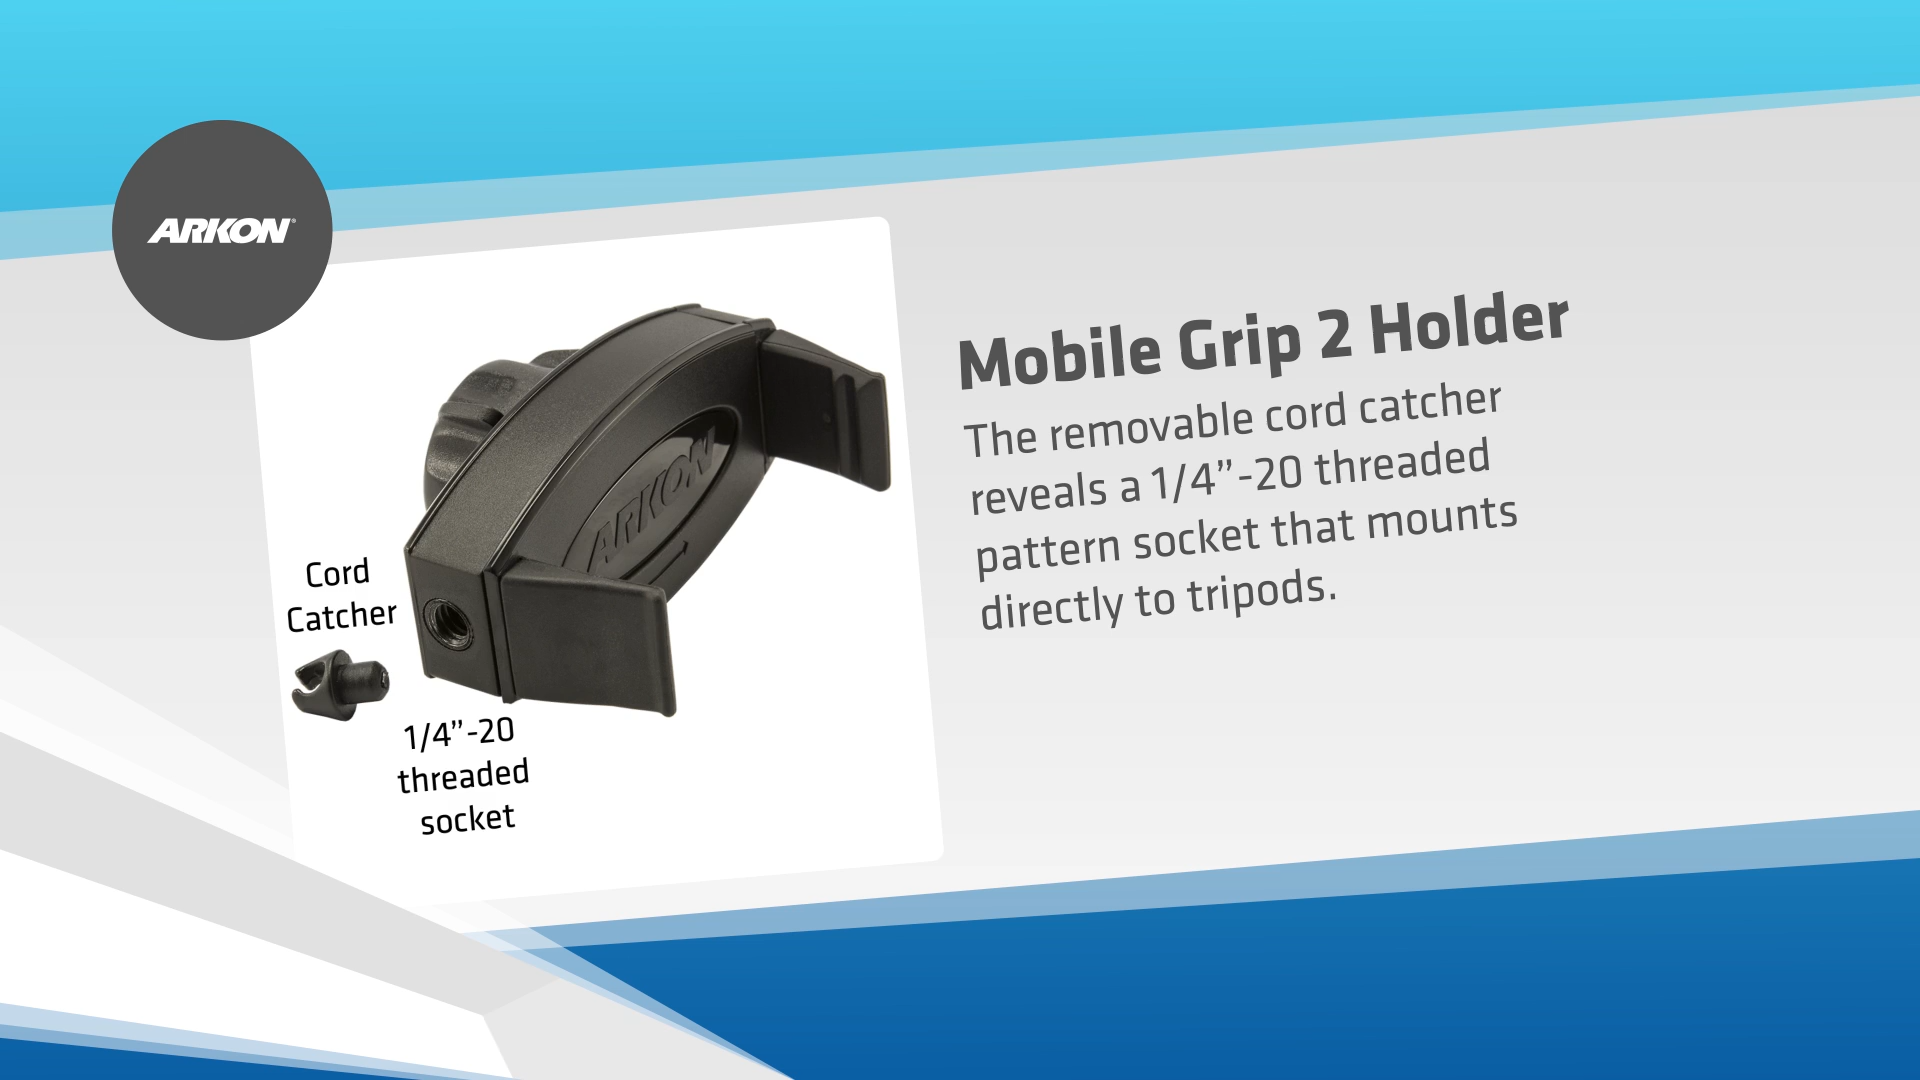 ARKON®
Mobile Grip 2 Holder
The removable cord catcher
reveals a 1/4”-20 threaded
pattern socket that mounts
directly to tripods.
ARKON
Cord
Catcher
1/4”-20
threaded
socket